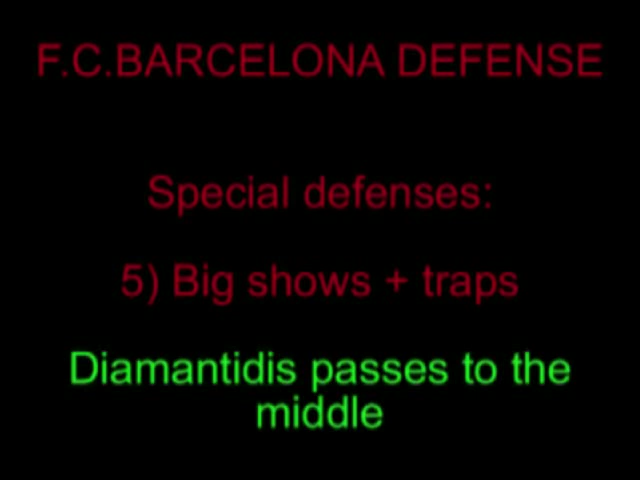 F.C.BARCELONA DEFENSE
Special defenses:
5) Big shows + traps
Diamantidis passes to the
middle